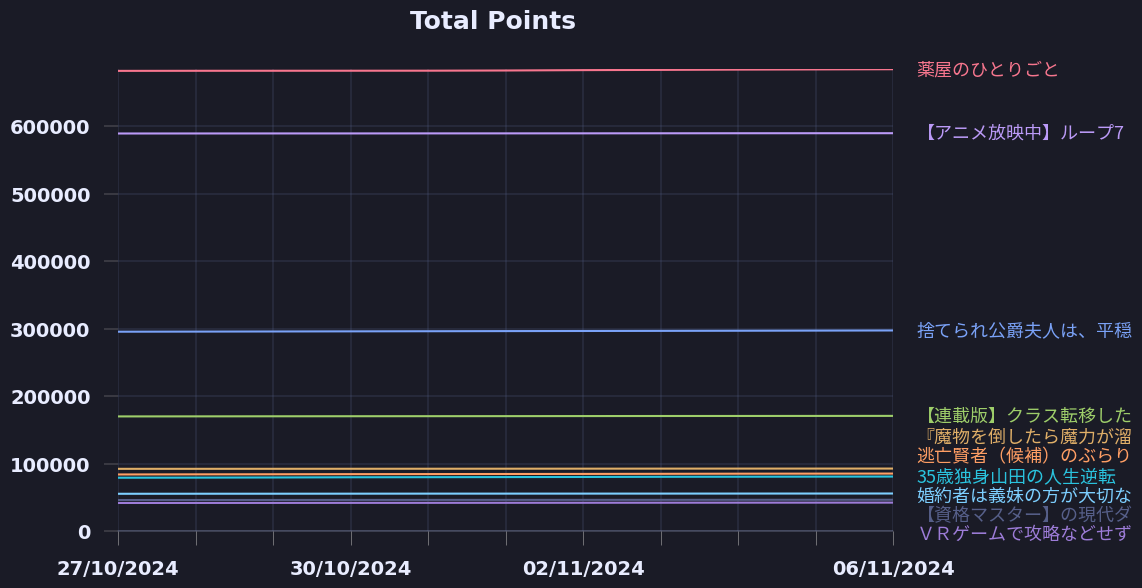 Total Points
薬屋のひとりごと
600000
【アニメ放映中】ループ7
500000
400000
300000
捨てられ公爵夫人は、平穏
200000
【連載版】クラス転移した
『魔物を倒したら魔力が溜
100000
逃亡賢者（候補）のぶらり
35歳独身山田の人生逆転
婚約者は義妹の方が大切な
【資格マスター】の現代ダ
0
ＶＲゲームで攻略などせず
27/10/2024
30/10/2024
02/11/2024
06/11/2024